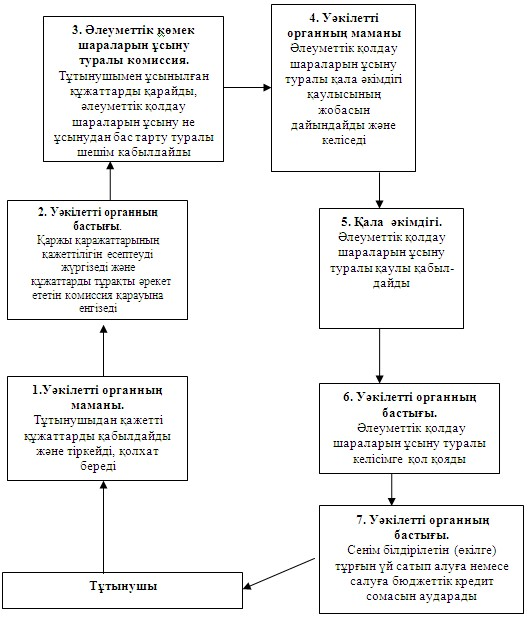 3. Әлеуметтік көмек
шараларын ұсыну
туралы комиссия.
Тұтынушымен ұсынылған
құжаттарды қарайды,
әлеуметтік қолдау
шараларын ұсыну не
ұсынудан бас тарту туралы
шешім қабылдайды
4. Уәкілетті
органның маманы
Әлеуметтік қолдау
шараларын ұсыну
туралы қала әкімдігі
қаулысының
жобасын
дайындайды және
келіседі
2. Уәкілетті органның
бастығы.
Қаржы қаражаттарының
қажеттілігін есептеуді
жүргізеді және
құжаттарды тұрақты әрекет
ететін комиссия қарауына
енгізеді
5. Қала әкімдігі.
Әлеуметтік қолдау
шараларын ұсыну
туралы қаулы қабыл-
дайды
1.Уәкілетті органның
маманы.
Тұтынушыдан қажетті
құжаттарды қабылдайды
және тіркейді, қолхат
береді
6. Уәкілетті органның
бастығы.
Әлеуметтік қолдау
шараларын ұсыну туралы
келісімге қол қояды
7. Уәкілетті органның
бастығы.
Сенім білдірілетін (өкілге)
тұрғын үй сатып алуға немесе
салуға бюджеттік кредит
сомасын аударады
Тұтынушы